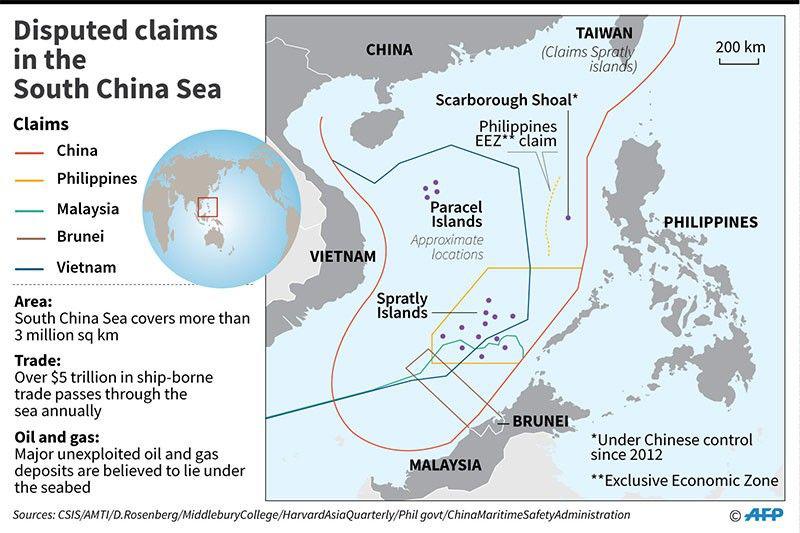 Disputed claims
in the
South China Sea
Claims
China
Philippines
Malaysia
Brunei
Vietnam
Area:
South China Sea covers more than
3 million sq km
Trade:
Over $5 trillion in ship-borne
trade passes through the
sea annually
Oil and gas:
Major unexploited oil and gas
deposits are believed to lie under
the seabed
CHINA
TAIWAN
(Claims Spratly
islands)
200 km
Scarborough Shoal*
Philippines
EEZ** claim
Paracel
Islands
Approximate
locations
PHILIPPINES
VIETNAM
Spratly
Islands
BRUNEI
MALAYSIA
*Under Chinese control
since 2012
**Exclusive Economic Zone
Sources: CSIS/AMTI/D.Rosenberg/MiddleburyCollege/HarvardAsiaQuarterly/Phil govt/ChinaMaritimeSafetyAdministration
© AFP